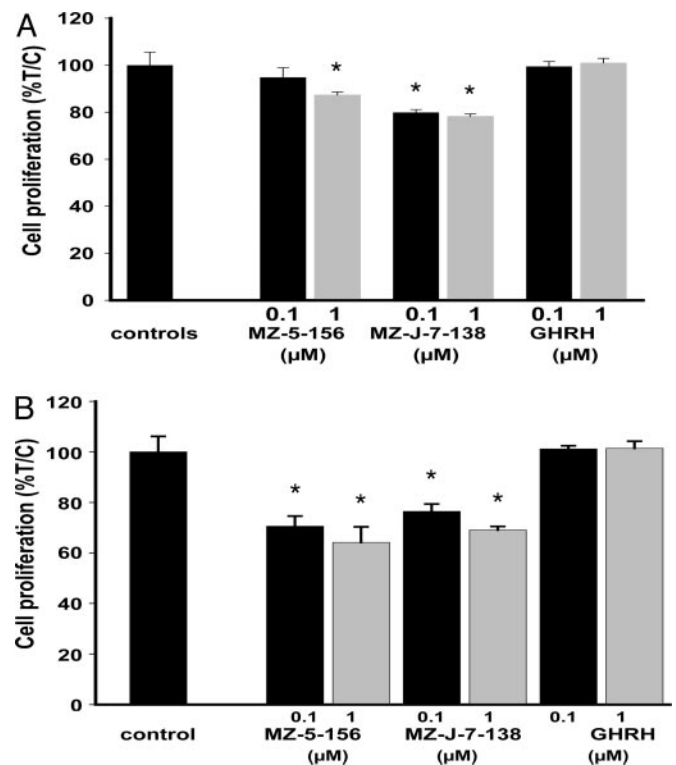 A
120
100
80
60
40
20
0
Cell proliferation (%T/C)
* * *
0.1 1 0.1 1 0.1 1
controls MZ-5-156 MZ-J-7-138 GHRH
(µM) (µM) (µM)
B
120
100
80
60
40
20
0
Cell proliferation (%T/C)
* * * *
0.1 1 0.1 1 0.1 1
control MZ-5-156 MZ-J-7-138 GHRH
(µM) (µM) (µM)